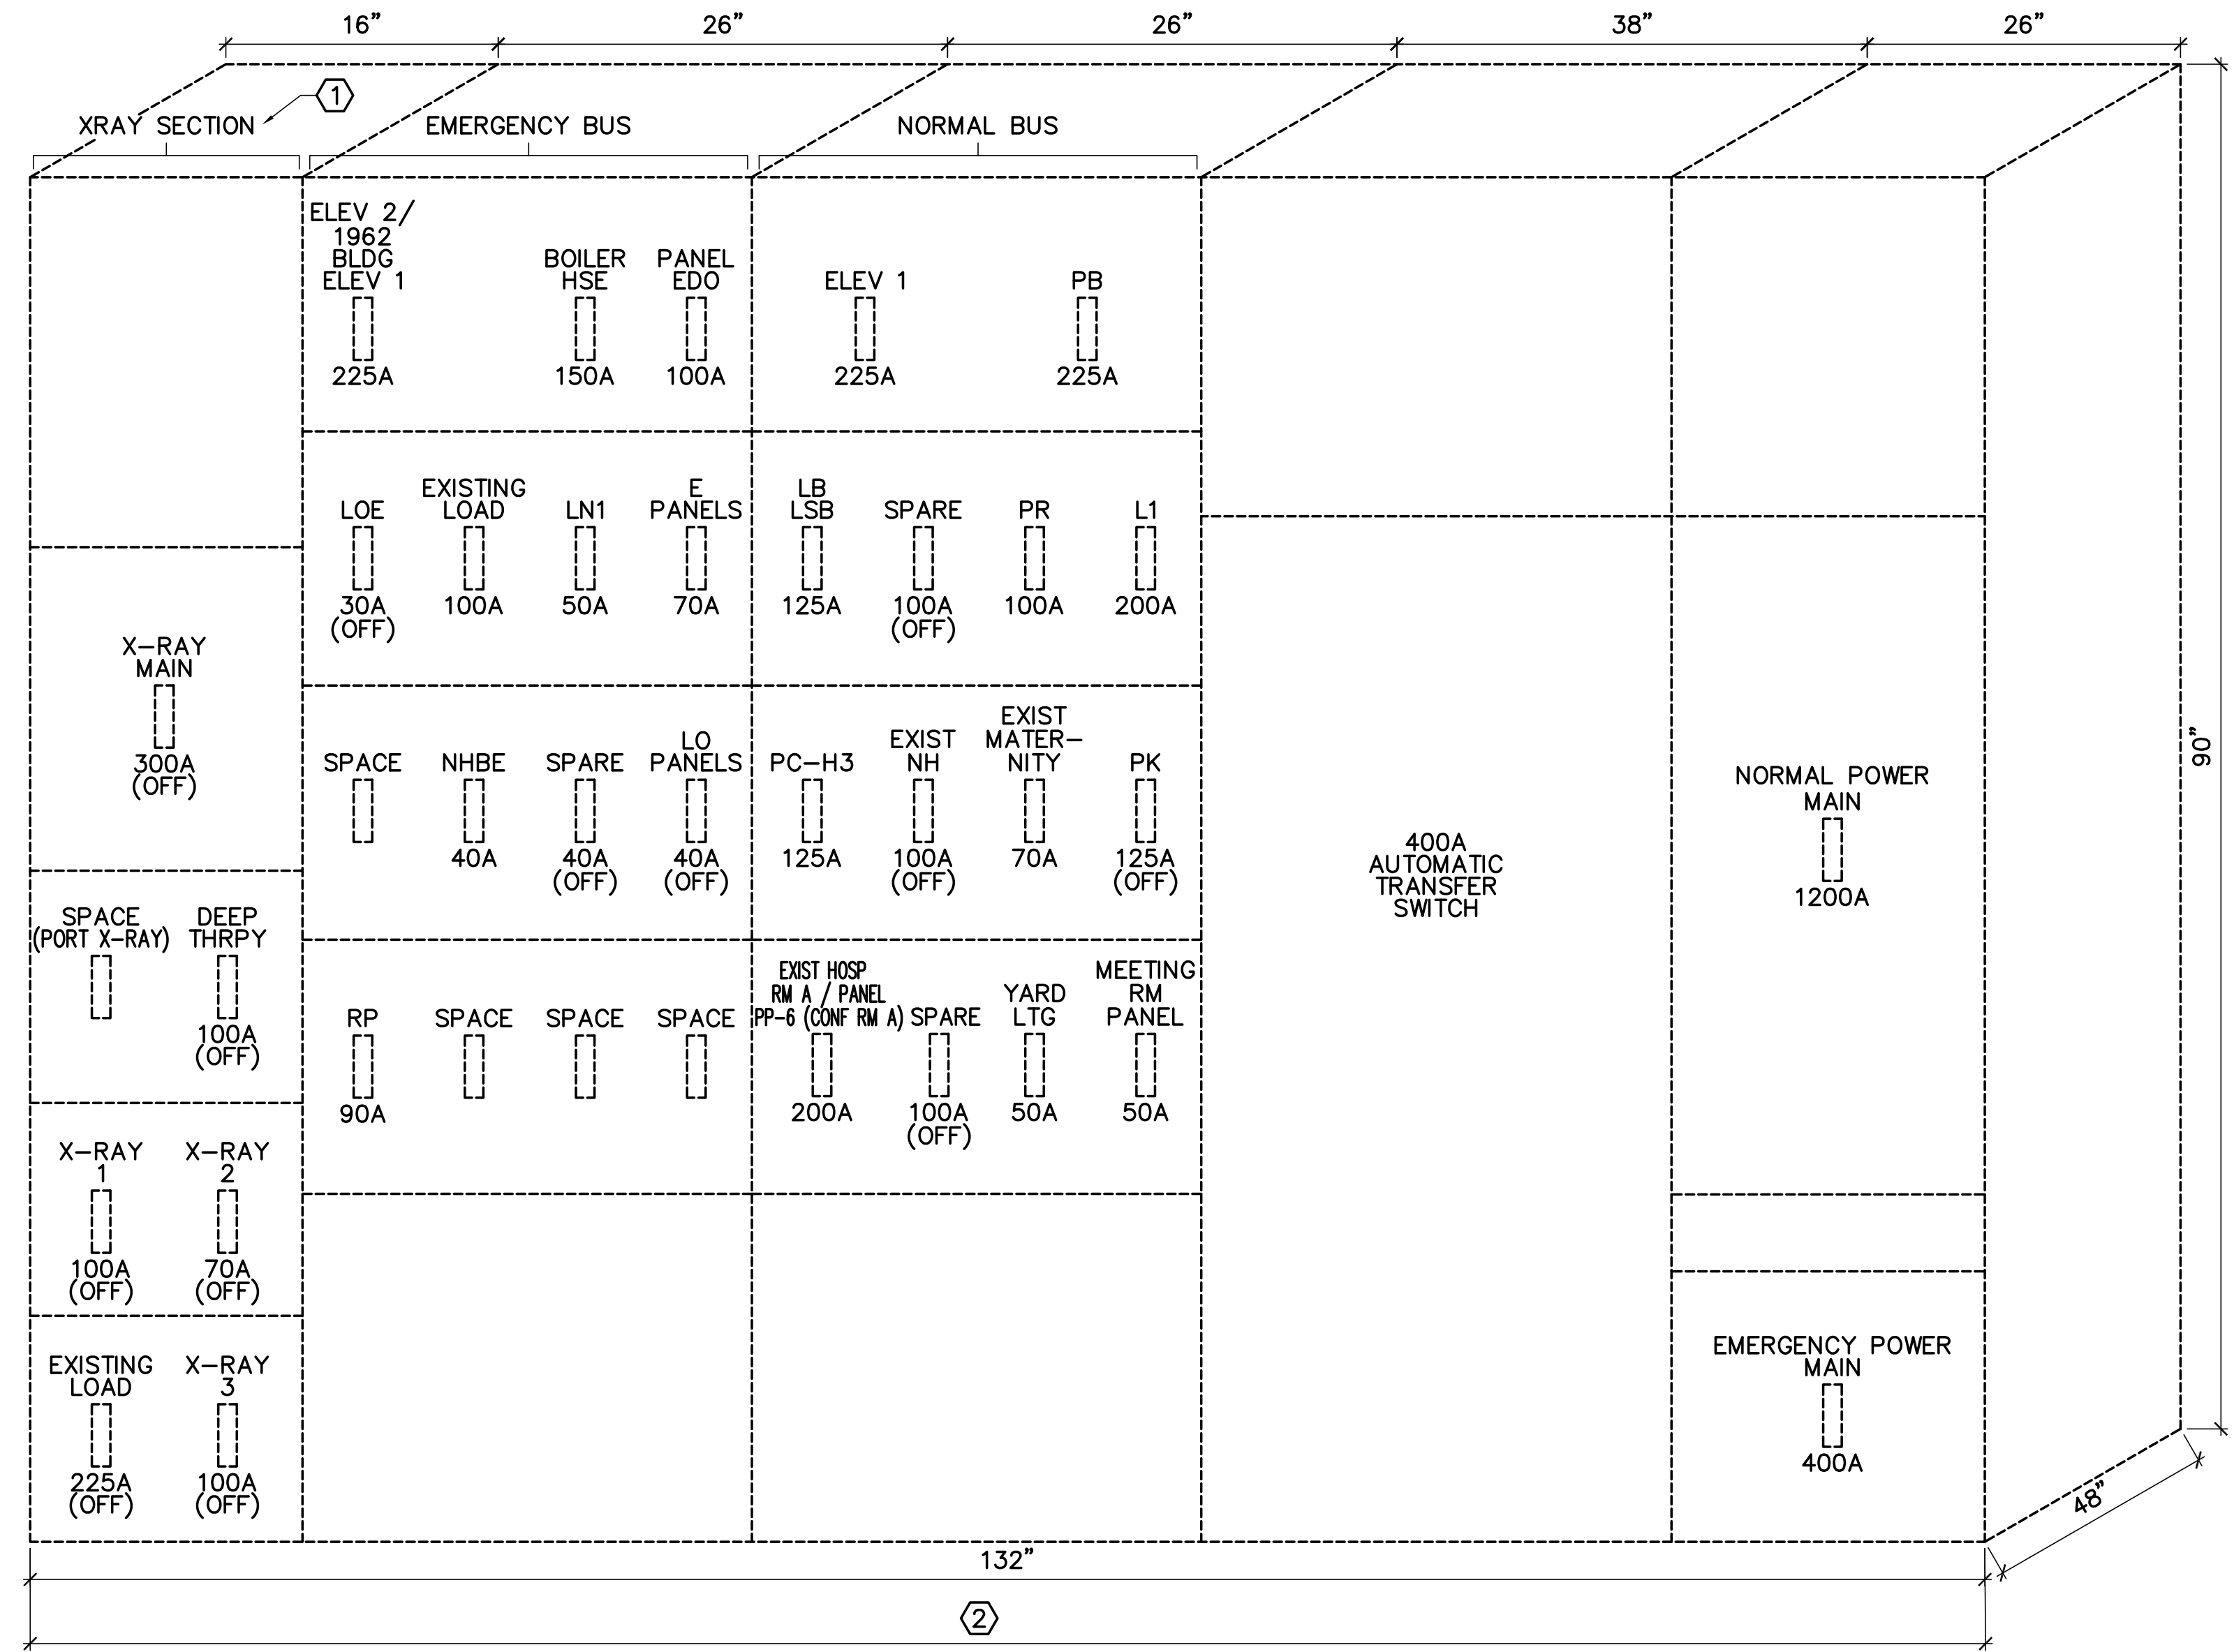 16” 26” 26” 38” 26”
1
XRAY SECTION EMERGENCY BUS NORMAL BUS
ELEV 2/
1962
BLDG
ELEV 1
225A
BOILER
HSE
150A
PANEL
EDO
100A
ELEV 1
225A
PB
225A
LOE
30A
(OFF)
EXISTING
LOAD
100A
LN1
50A
E
PANELS
70A
LB
LSB
125A
SPARE
100A
(OFF)
PR
100A
L1
200A
X-RAY
MAIN
300A
(OFF)
SPACE
NHBE
40A
SPARE
40A
(OFF)
LO
PANELS
40A
(OFF)
PC-H3
125A
EXIST
NH
100A
(OFF)
EXIST
MATER-
NITY
70A
PK
125A
(OFF)
400A
AUTOMATIC
TRANSFER
SWITCH
NORMAL POWER
MAIN
1200A
90”
SPACE
(PORT X-RAY)
DEEP
THRPY
100A
(OFF)
RP
90A
SPACE
SPACE
SPACE
EXIST HOSP
RM A / PANEL
PP-6 (CONF RM A)
200A
SPARE
100A
(OFF)
YARD
LTG
50A
MEETING
RM
PANEL
50A
X-RAY
1
100A
(OFF)
X-RAY
2
70A
(OFF)
EXISTING
LOAD
225A
(OFF)
X-RAY
3
100A
(OFF)
EMERGENCY POWER
MAIN
400A
48”
132”
2